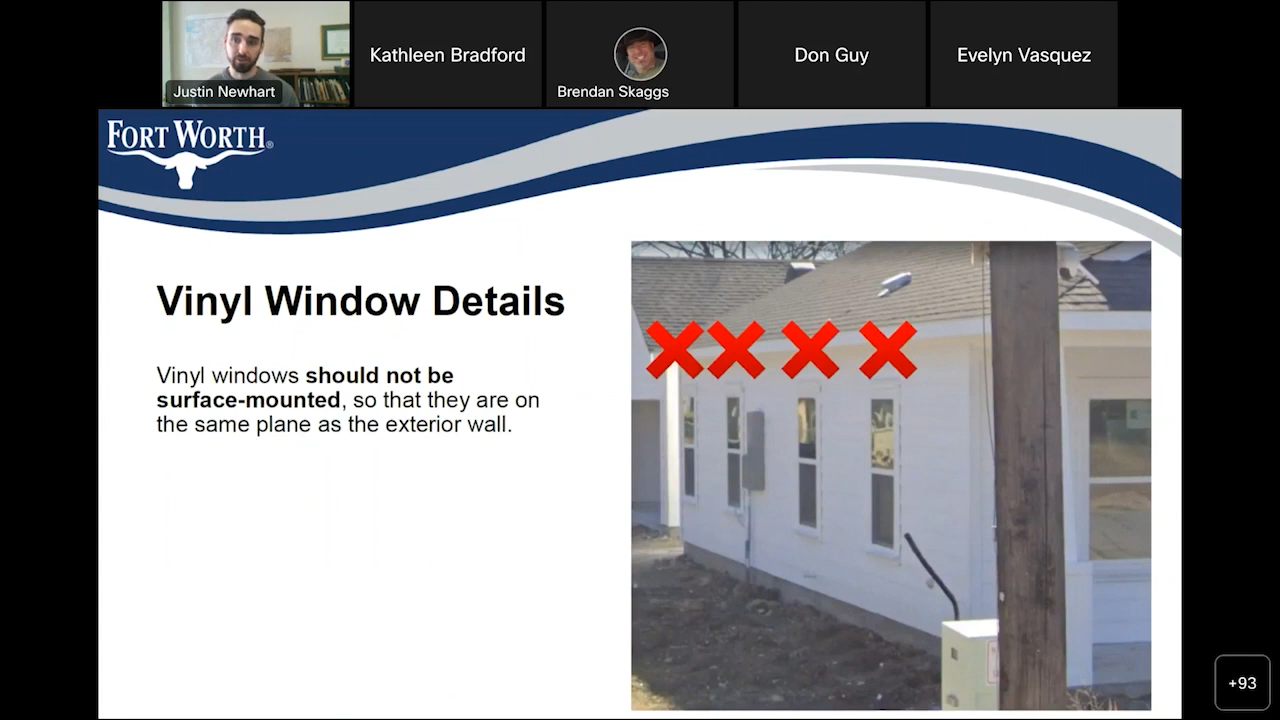 Justin Newhart
Kathleen Bradford
Brendan Skaggs
Don Guy
Evelyn Vasquez
FORT WORTH®
Vinyl Window Details
Vinyl windows should not be
surface-mounted, so that they are on
the same plane as the exterior wall.
+93